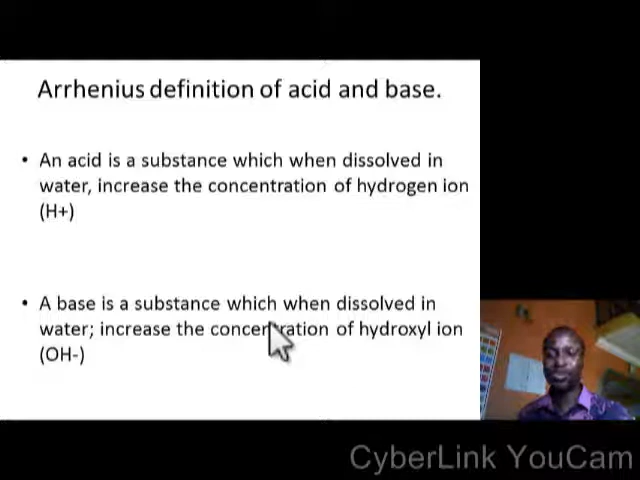 Arrhenius definition of acid and base.
• An acid is a substance which when dissolved in
water, increase the concentration of hydrogen ion
(H+)
• A base is a substance which when dissolved in
water; increase the concentration of hydroxyl ion
(OH-)
CyberLink YouCam